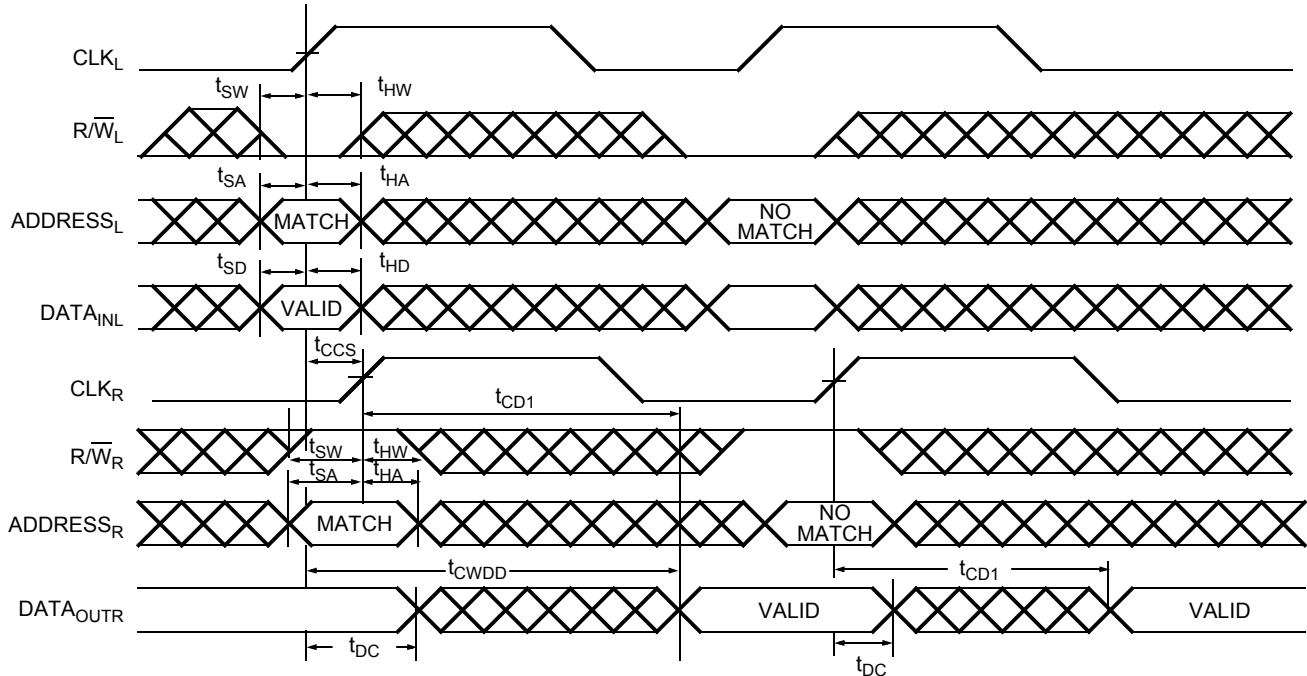 CLK_L
t_SW t_HW
R/W̅_L
t_SA t_HA
ADDRESS_L MATCH NO MATCH
t_SD t_HD
DATA_INL VALID
t_CCS
CLK_R
t_CD1
R/W̅_R t_SW t_HW
t_SA t_HA
ADDRESS_R MATCH NO MATCH
t_CWDD t_CD1
DATA_OUTR VALID VALID
t_DC t_DC